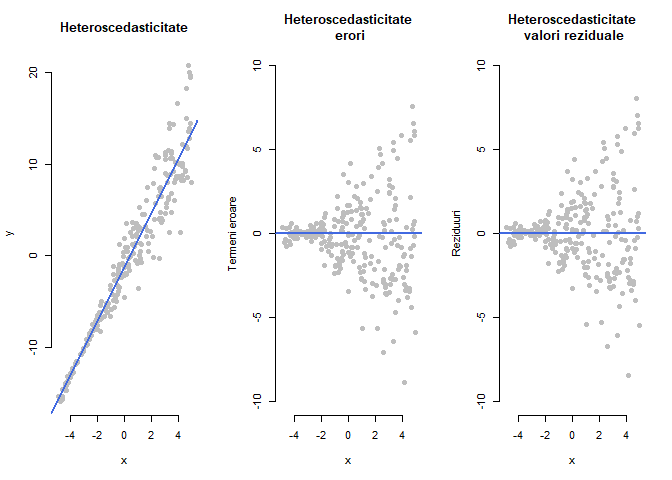 Heteroscedasticitate
y
20
10
0
-10
-4
-2
0
2
4
x
Heteroscedasticitate
erori
Termeni eroare
10
5
0
-5
-10
-4
-2
0
2
4
x
Heteroscedasticitate
valori reziduale
Reziduuri
10
5
0
-5
-10
-4
-2
0
2
4
x